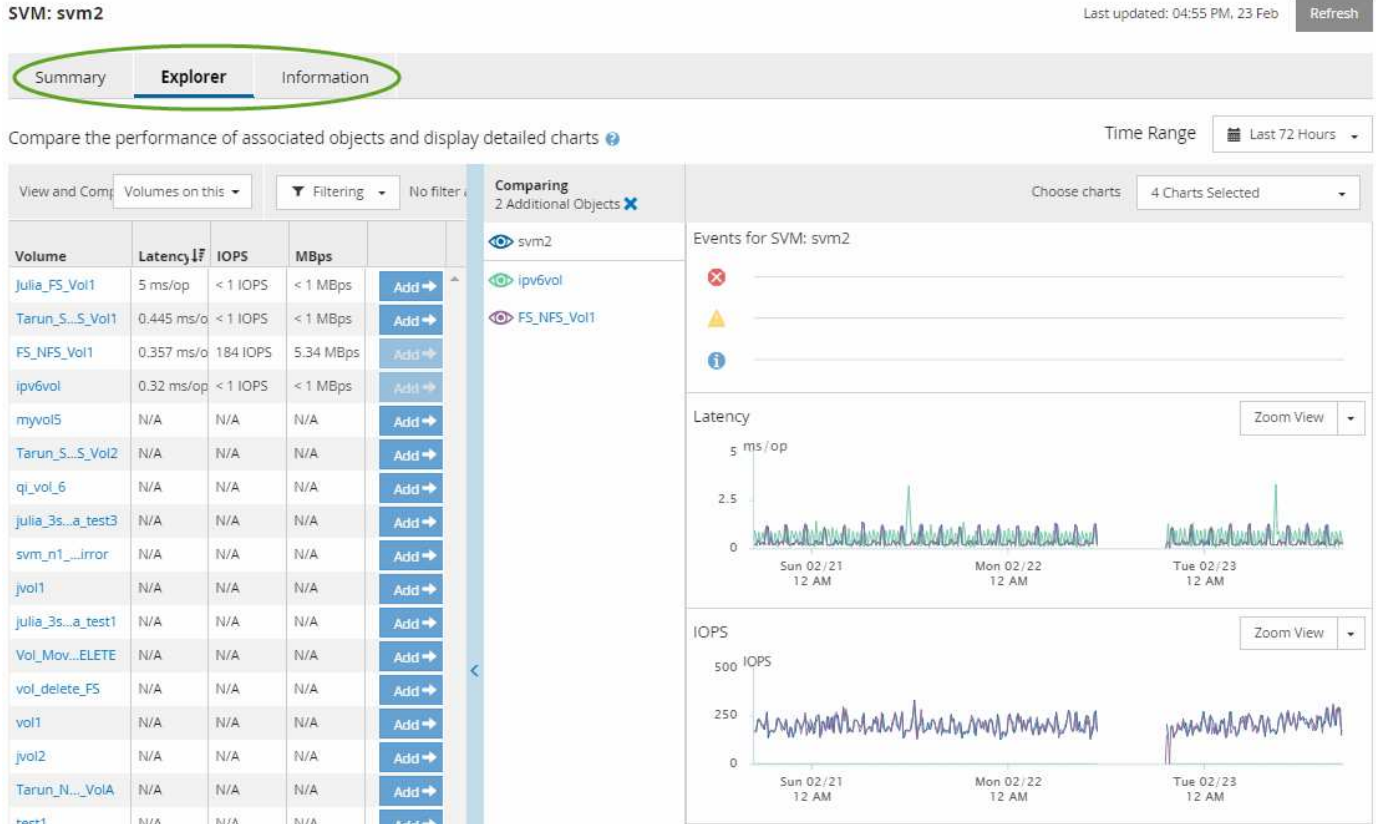 SVM: svm2
Last updated: 04:55 PM, 23 Feb Refresh
Summary Explorer Information
Compare the performance of associated objects and display detailed charts ?
Time Range Last 72 Hours
View and Comp Volumes on this Filtering No filter
Comparing
2 Additional Objects
Choose charts 4 Charts Selected
Volume Latency IOPS MBps
Julia_FS_Vol1 5 ms/op < 1 IOPS < 1 MBps Add
Tarun_S...S_Vol1 0.445 ms/o < 1 IOPS < 1 MBps Add
FS_NFS_Vol1 0.357 ms/o 184 IOPS 5.34 MBps Add
ipv6vol 0.32 ms/op < 1 IOPS < 1 MBps Add
myvol5 N/A N/A N/A Add
Tarun_S...S_Vol2 N/A N/A N/A Add
qi_vol_6 N/A N/A N/A Add
julia_3s...a_test3 N/A N/A N/A Add
svm_n1_...irror N/A N/A N/A Add
jvol1 N/A N/A N/A Add
julia_3s...a_test1 N/A N/A N/A Add
Vol_Mov...ELETE N/A N/A N/A Add
vol_delete_FS N/A N/A N/A Add
vol1 N/A N/A N/A Add
jvol2 N/A N/A N/A Add
Tarun_N..._VolA N/A N/A N/A Add
test1 N/A N/A N/A Add
svm2
ipv6vol
FS_NFS_Vol1
Events for SVM: svm2
Latency Zoom View
5 ms/op
2.5
0
Sun 02/21 Mon 02/22 Tue 02/23
12 AM 12 AM 12 AM
IOPS Zoom View
500 IOPS
250
0
Sun 02/21 Mon 02/22 Tue 02/23
12 AM 12 AM 12 AM